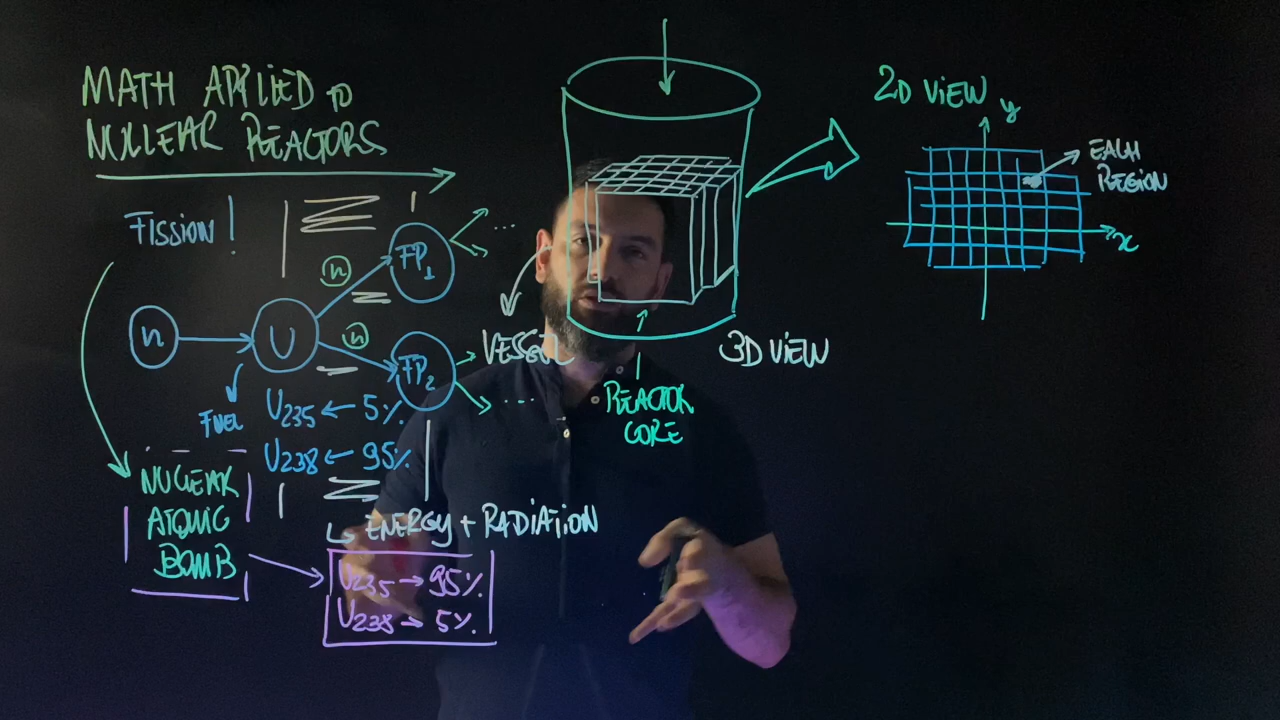 MATH APPLIED TO
NUCLEAR REACTORS
FISSION!
n
U
n
n
FP1
FP2
...
...
FUEL
U235 ← 5%
U238 ← 95%
ENERGY + RADIATION
NUCLEAR
ATOMIC
BOMB
U235 → 95%
U238 → 5%
VESSEL
REACTOR
CORE
3D VIEW
2D VIEW
y
x
EACH
REGION